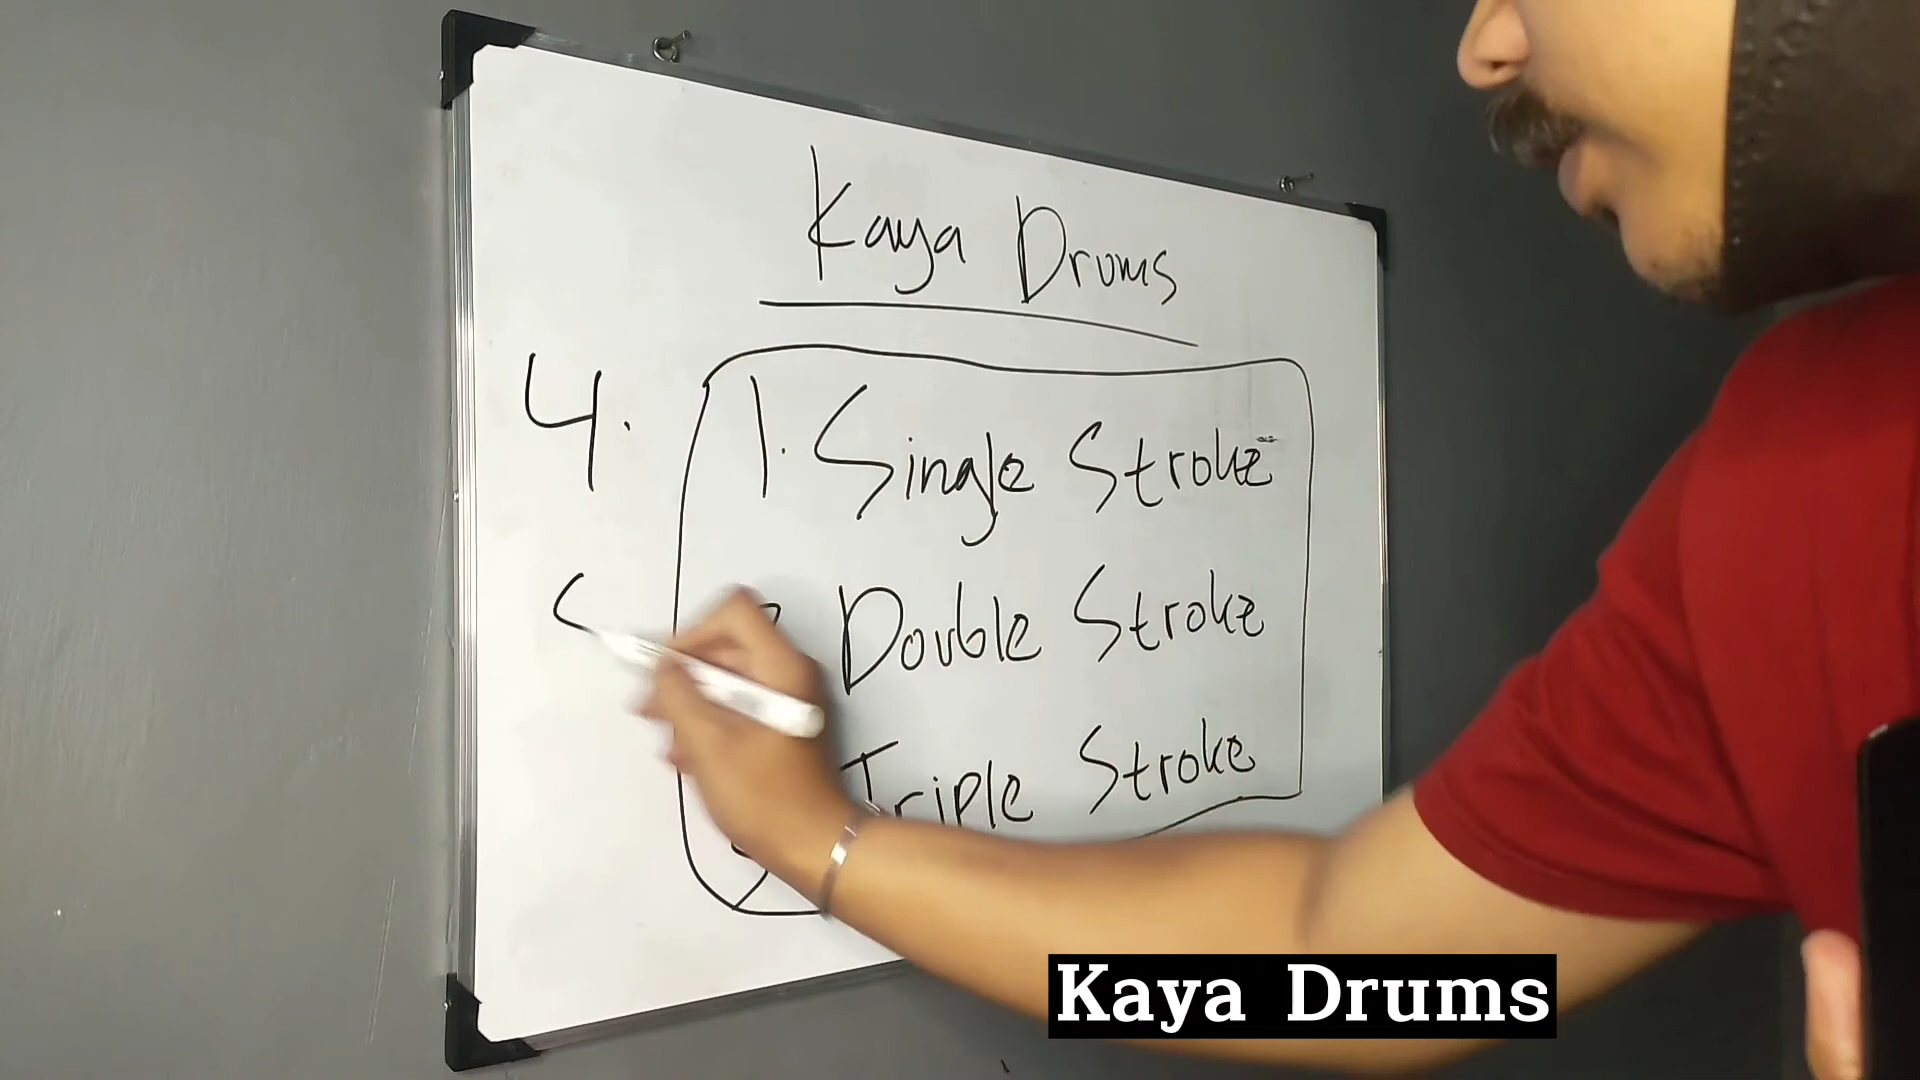 Kaya Drums
4.
1. Single Stroke
Double Stroke
Triple Stroke
Kaya Drums